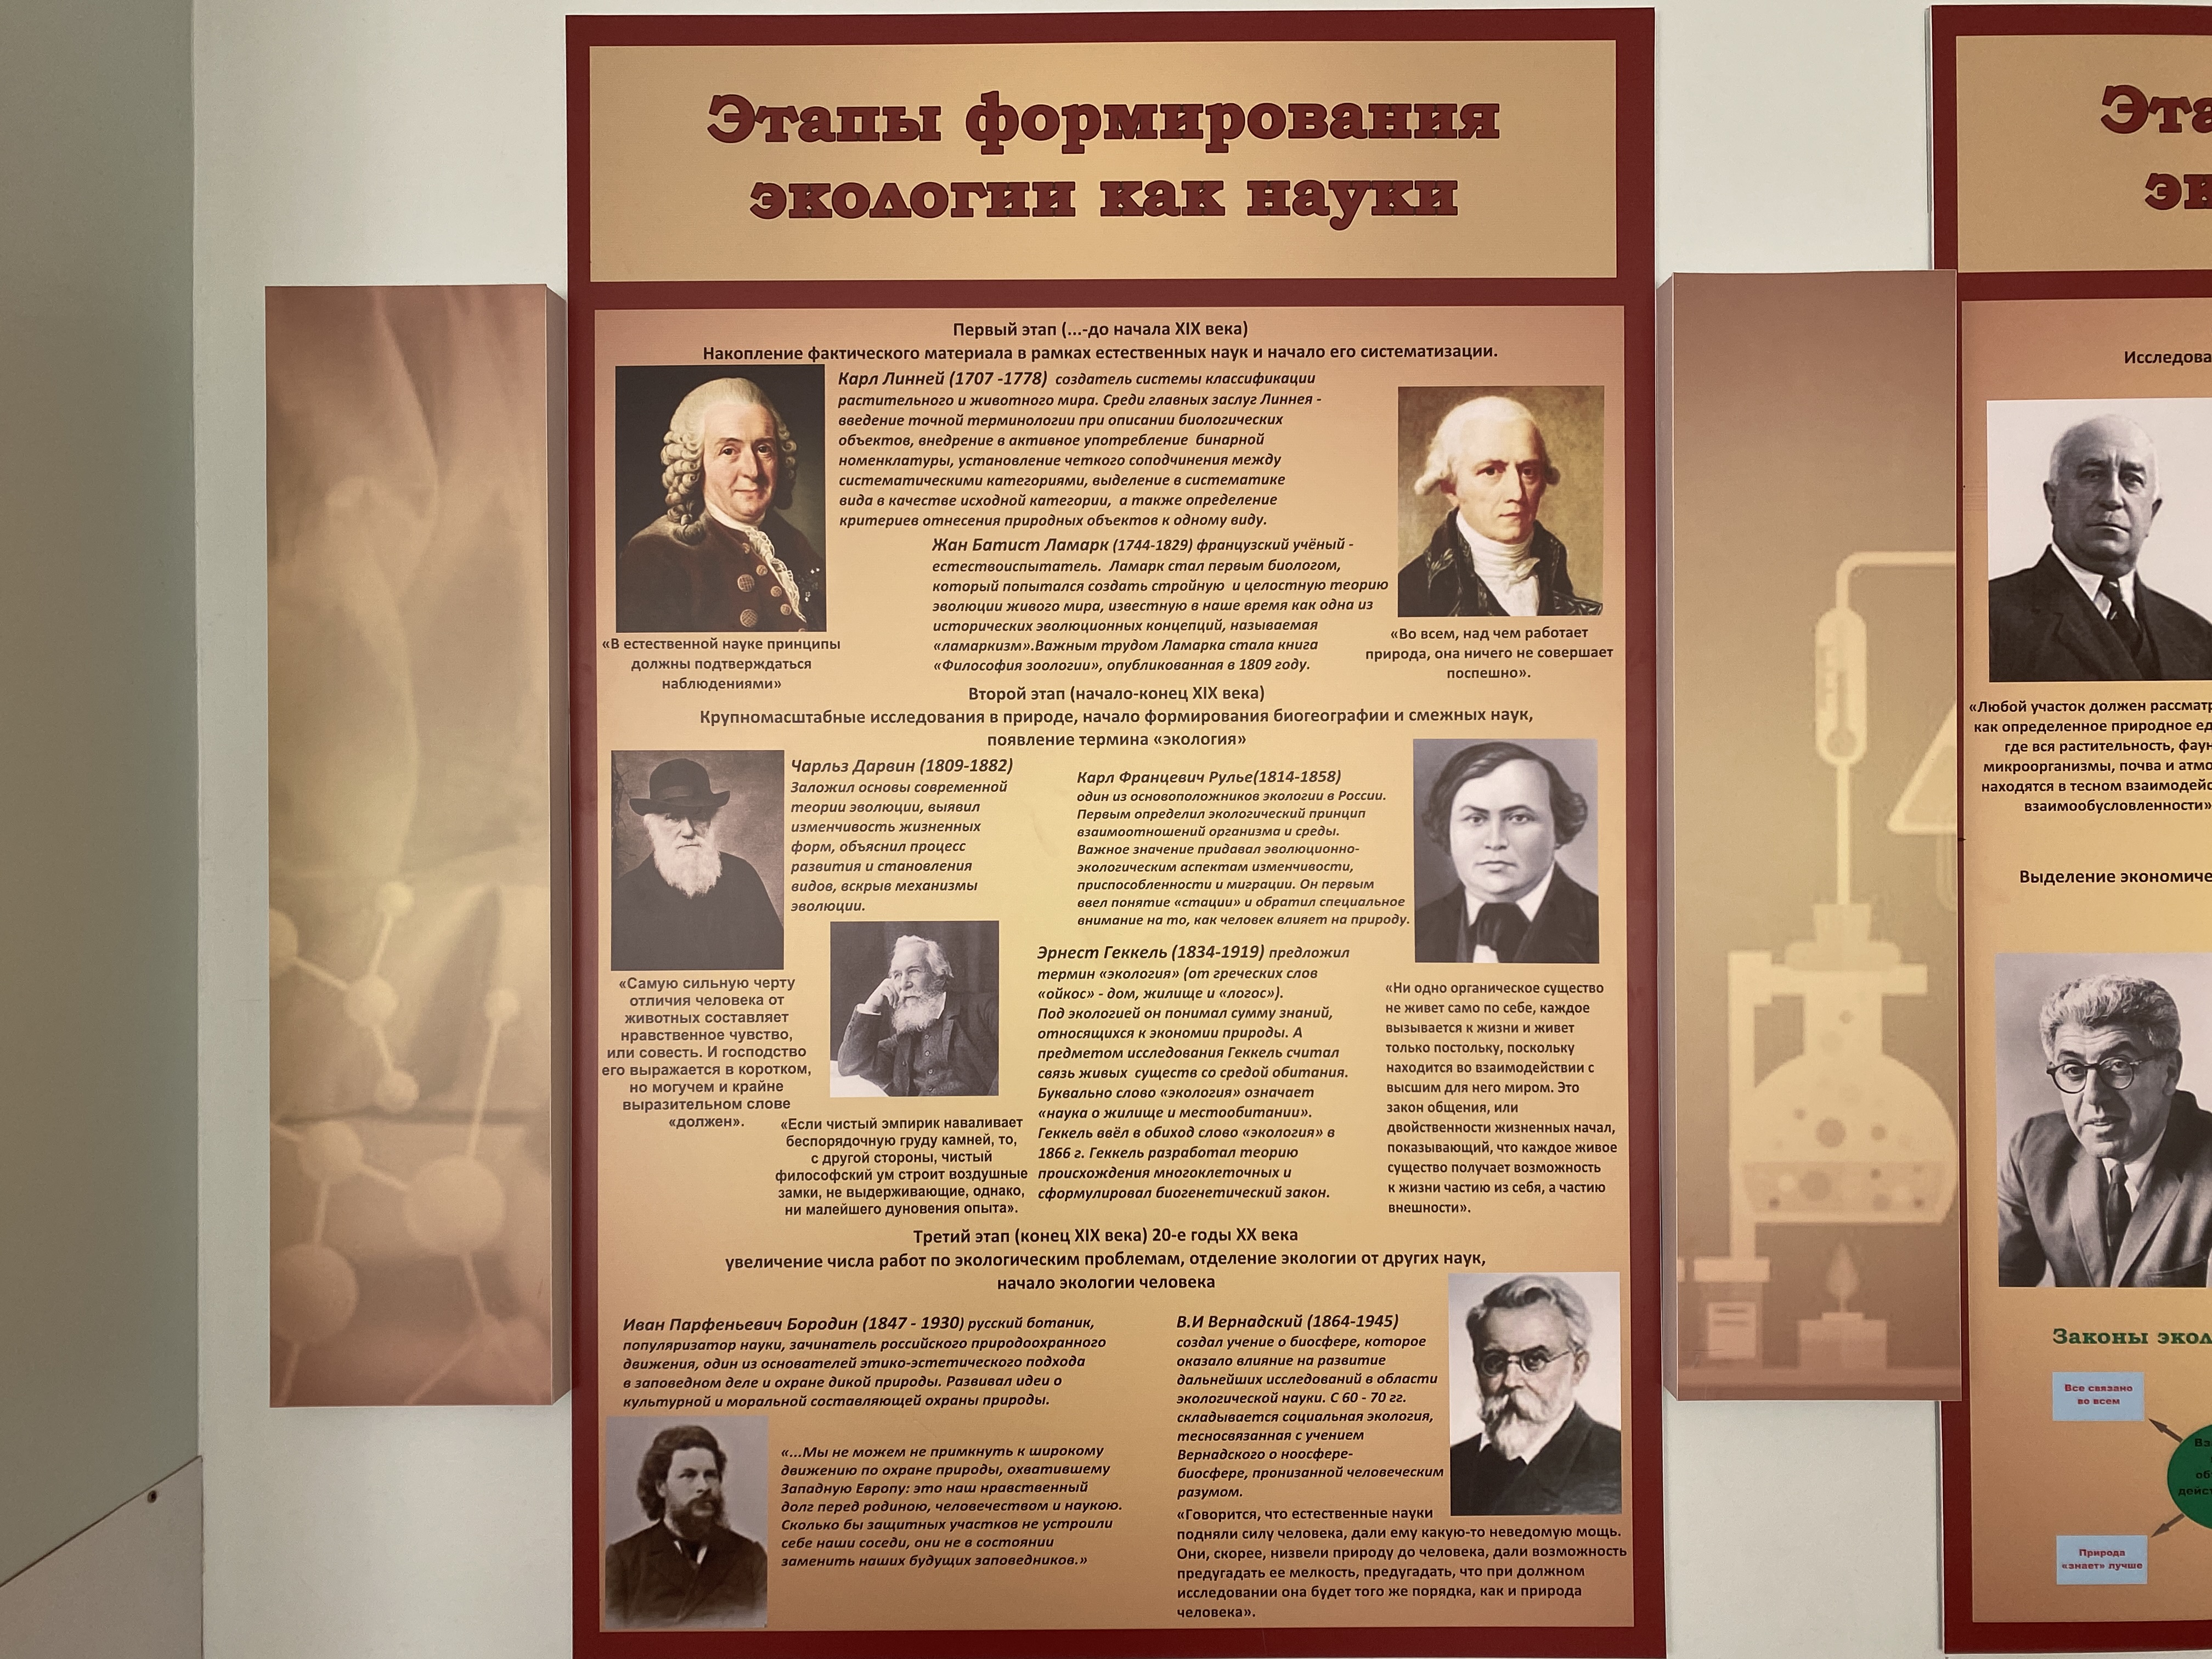 Этапы формирования
экологии как науки
Первый этап (...-до начала XIX века)
Накопление фактического материала в рамках естественных наук и начало его систематизации.
Карл Линней (1707 -1778) создатель системы классификации
растительного и животного мира. Среди главных заслуг Линнея -
введение точной терминологии при описании биологических
объектов, внедрение в активное употребление бинарной
номенклатуры, установление четкого соподчинения между
систематическими категориями, выделение в систематике
вида в качестве исходной категории, а также определение
критериев отнесения природных объектов к одному виду.
«В естественной науке принципы
должны подтверждаться
наблюдениями»
Жан Батист Ламарк (1744-1829) французский учёный -
естествоиспытатель. Ламарк стал первым биологом,
который попытался создать стройную и целостную теорию
эволюции живого мира, известную в наше время как одна из
исторических эволюционных концепций, называемая
«ламаркизм».Важным трудом Ламарка стала книга
«Философия зоологии», опубликованная в 1809 году.
«Во всем, над чем работает
природа, она ничего не совершает
поспешно».
Второй этап (начало-конец XIX века)
Крупномасштабные исследования в природе, начало формирования биогеографии и смежных наук,
появление термина «экология»
Чарльз Дарвин (1809-1882)
Заложил основы современной
теории эволюции, выявил
изменчивость жизненных
форм, объяснил процесс
развития и становления
видов, вскрыв механизмы
эволюции.
«Самую сильную черту
отличия человека от
животных составляет
нравственное чувство,
или совесть. И господство
его выражается в коротком,
но могучем и крайне
выразительном слове
«должен».
Карл Францевич Рулье(1814-1858)
один из основоположников экологии в России.
Первым определил экологический принцип
взаимоотношений организма и среды.
Важное значение придавал эволюционно-
экологическим аспектам изменчивости,
приспособленности и миграции. Он первым
ввел понятие «стации» и обратил специальное
внимание на то, как человек влияет на природу.
«Ни одно органическое существо
не живет само по себе, каждое
вызывается к жизни и живет
только постольку, поскольку
находится во взаимодействии с
высшим для него миром. Это
закон общения, или
двойственности жизненных начал,
показывающий, что каждое живое
существо получает возможность
к жизни частию из себя, а частию
внешности».
Эрнест Геккель (1834-1919) предложил
термин «экология» (от греческих слов
«ойкос» - дом, жилище и «логос»).
Под экологией он понимал сумму знаний,
относящихся к экономии природы. А
предметом исследования Геккель считал
связь живых существ со средой обитания.
Буквально слово «экология» означает
«наука о жилище и местообитании».
Геккель ввёл в обиход слово «экология» в
1866 г. Геккель разработал теорию
происхождения многоклеточных и
сформулировал биогенетический закон.
«Если чистый эмпирик наваливает
беспорядочную груду камней, то,
с другой стороны, чистый
философский ум строит воздушные
замки, не выдерживающие, однако,
ни малейшего дуновения опыта».
Третий этап (конец XIX века) 20-е годы XX века
увеличение числа работ по экологическим проблемам, отделение экологии от других наук,
начало экологии человека
Иван Парфеньевич Бородин (1847 - 1930) русский ботаник,
популяризатор науки, зачинатель российского природоохранного
движения, один из основателей этико-эстетического подхода
в заповедном деле и охране дикой природы. Развивал идеи о
культурной и моральной составляющей охраны природы.
«...Мы не можем не примкнуть к широкому
движению по охране природы, охватившему
Западную Европу: это наш нравственный
долг перед родиною, человечеством и наукою.
Сколько бы защитных участков не устроили
себе наши соседи, они не в состоянии
заменить наших будущих заповедников.»
В.И Вернадский (1864-1945)
создал учение о биосфере, которое
оказало влияние на развитие
дальнейших исследований в области
экологической науки. С 60 - 70 гг.
складывается социальная экология,
тесносвязанная с учением
Вернадского о ноосфере-
биосфере, пронизанной человеческим
разумом.
«Говорится, что естественные науки
подняли силу человека, дали ему какую-то неведомую мощь.
Они, скорее, низвели природу до человека, дали возможность
предугадать ее мелкость, предугадать, что при должном
исследовании она будет того же порядка, как и природа
человека».
Эта
эк
Исследова
«Любой участок должен рассматр
как определенное природное ед
где вся растительность, фаун
микроорганизмы, почва и атмо
находятся в тесном взаимодейс
взаимообусловленности»
Выделение экономиче
Законы экол
Все связано
во всем
Вз
об
дейст
Природа
«знает» лучше